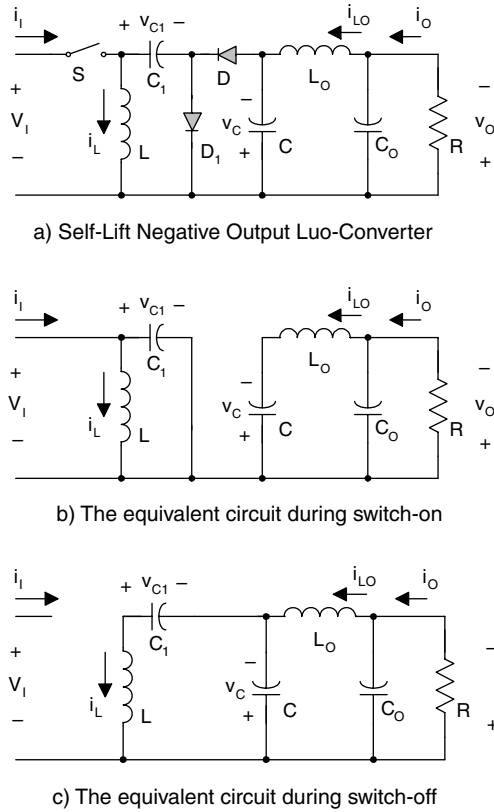 i_I + v_C1 − i_LO i_O
S C_1 D L_O
+ V_I − i_L L D_1 − v_C + C C_O R − v_O +
a) Self-Lift Negative Output Luo-Converter
i_I + v_C1 − i_LO i_O
C_1 L_O
+ V_I − i_L L − v_C + C C_O R − v_O +
b) The equivalent circuit during switch-on
i_I + v_C1 − i_LO i_O
C_1 L_O
+ V_I − i_L L − v_C + C C_O R − +
c) The equivalent circuit during switch-off